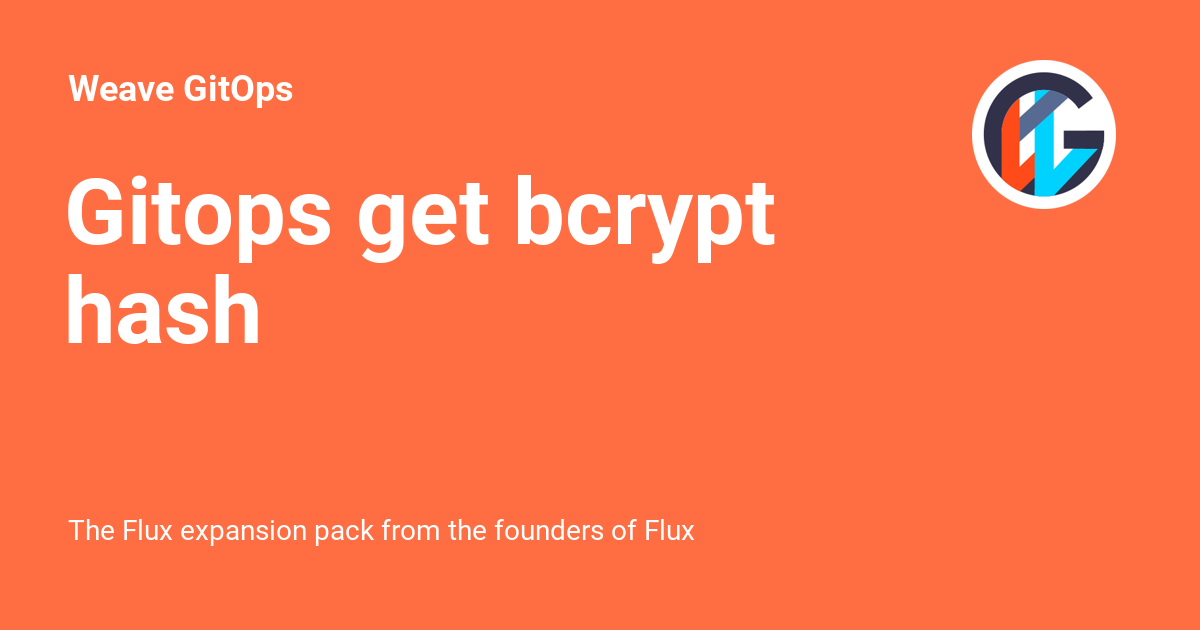 Weave GitOps
Gitops get bcrypt
hash
The Flux expansion pack from the founders of Flux